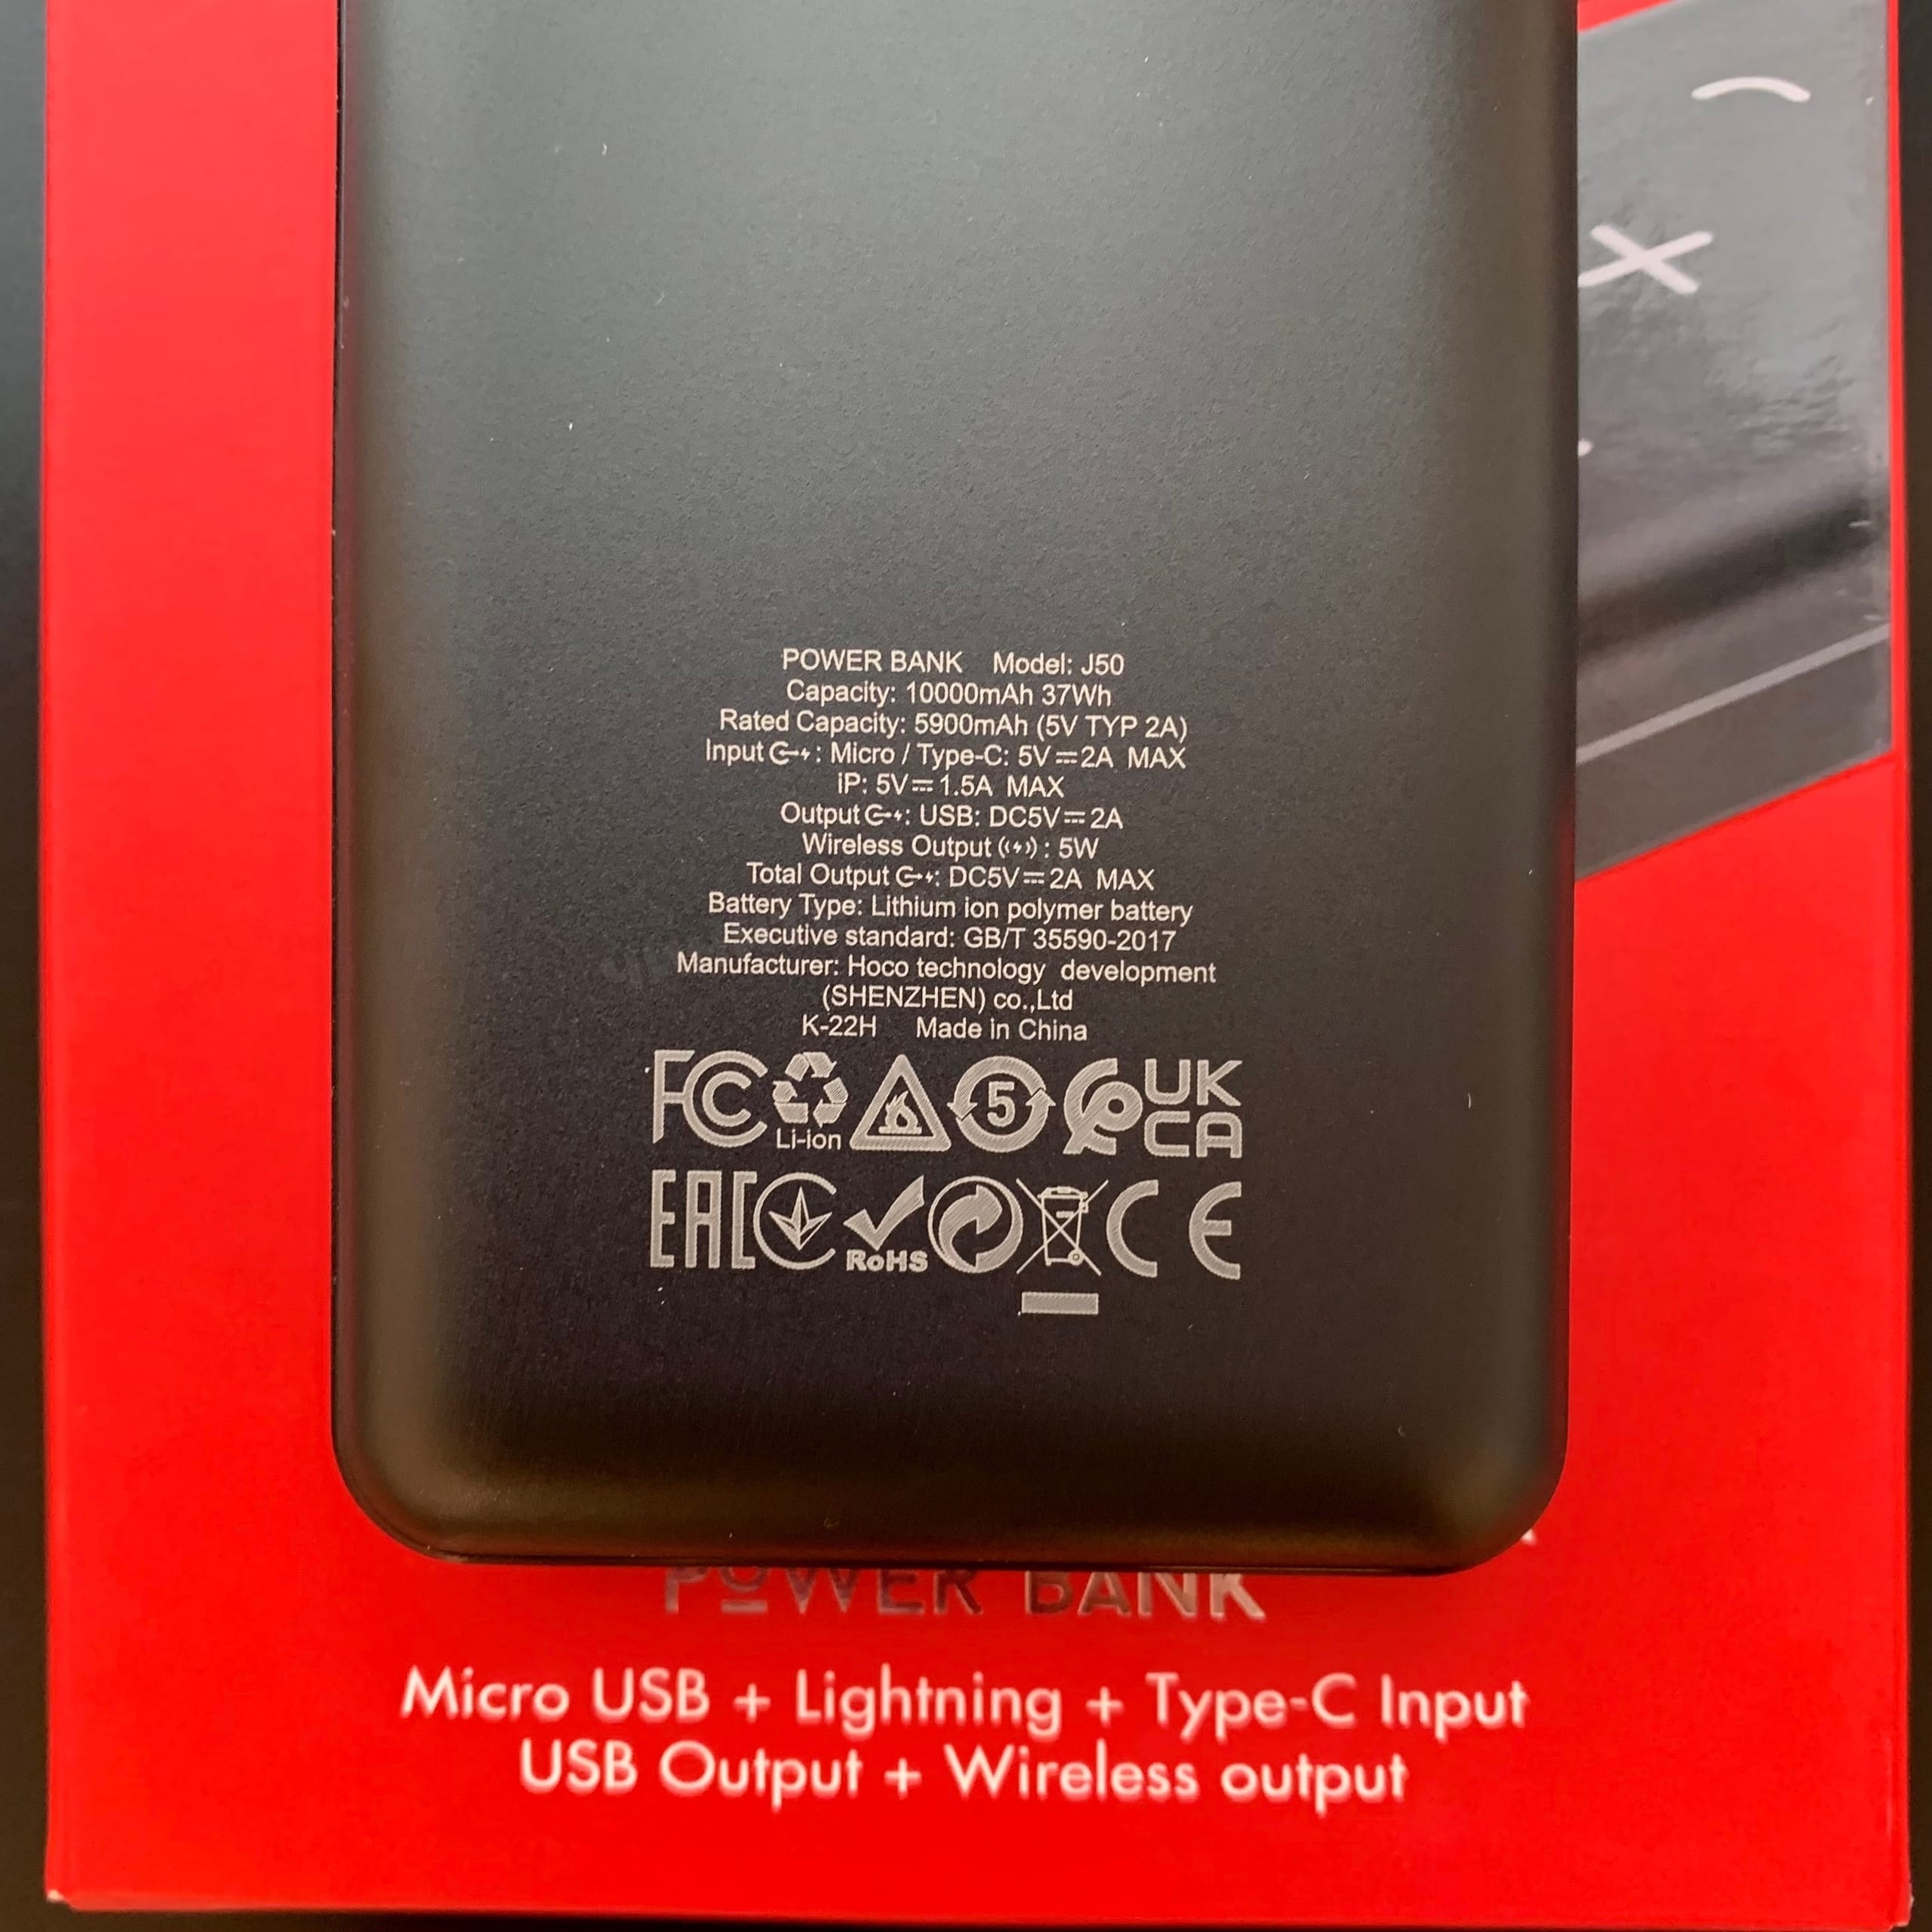 POWER BANK Model: J50
Capacity: 10000mAh 37Wh
Rated Capacity: 5900mAh (5V TYP 2A)
Input : Micro / Type-C: 5V⎓2A MAX
iP: 5V⎓1.5A MAX
Output : USB: DC5V⎓2A
Wireless Output : 5W
Total Output : DC5V⎓2A MAX
Battery Type: Lithium ion polymer battery
Executive standard: GB/T 35590-2017
Manufacturer: Hoco technology development
(SHENZHEN) co.,Ltd
K-22H Made in China
FC Li-ion 5 UK CA
EAC RoHS CE
POWER BANK
Micro USB + Lightning + Type-C Input
USB Output + Wireless output